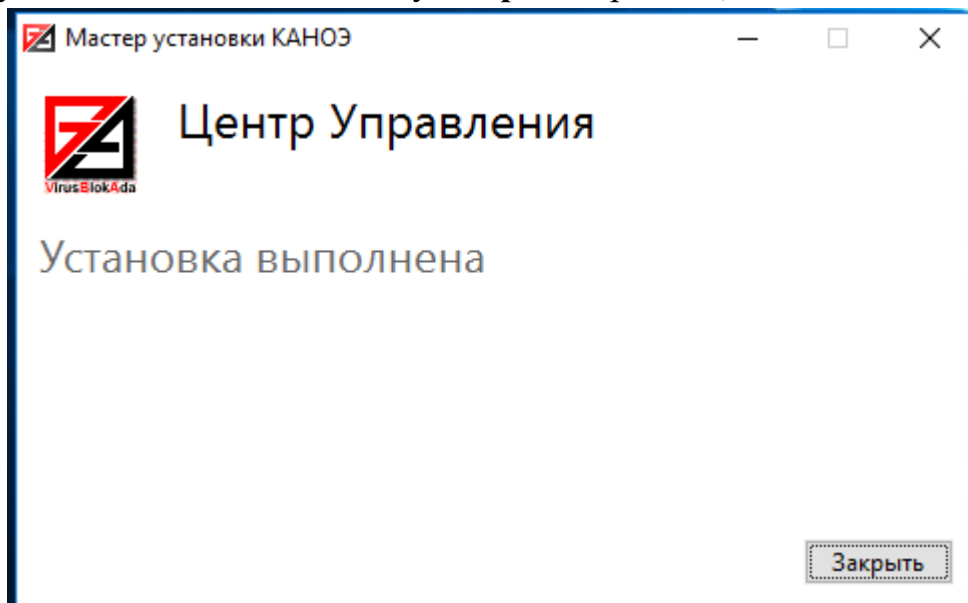 Мастер установки КАНОЭ
Центр Управления
VirusBlokAda
Установка выполнена
Закрыть